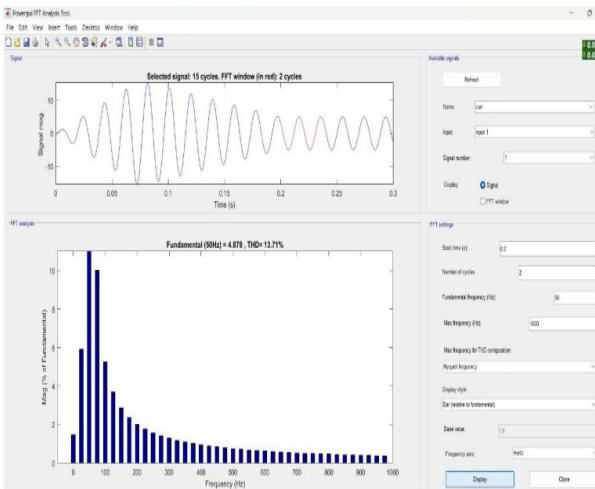 Powergui FFT Analysis Tool.
File Edit View Insert Tools Desktop Window Help
Signal
Selected signal: 15 cycles. FFT window (in red): 2 cycles
Signal mag.
10
0
-10
0 0.05 0.1 0.15 0.2 0.25 0.3
Time (s)
FFT analysis
Fundamental (50Hz) = 4.878 , THD= 13.71%
Mag (% of Fundamental)
10
8
6
4
2
0
0 100 200 300 400 500 600 700 800 900 1000
Frequency (Hz)
Available signals
Refresh
Name:
Input: input 1
Signal number: 1
Display: Signal
FFT window
FFT settings
Start time (s): 0.2
Number of cycles: 2
Fundamental frequency (Hz): 50
Max frequency (Hz): 1000
Max frequency for THD computation:
Nyquist frequency
Display style:
Bar (relative to fundamental)
Base value: 1.0
Frequency axis: Hertz
Display Close